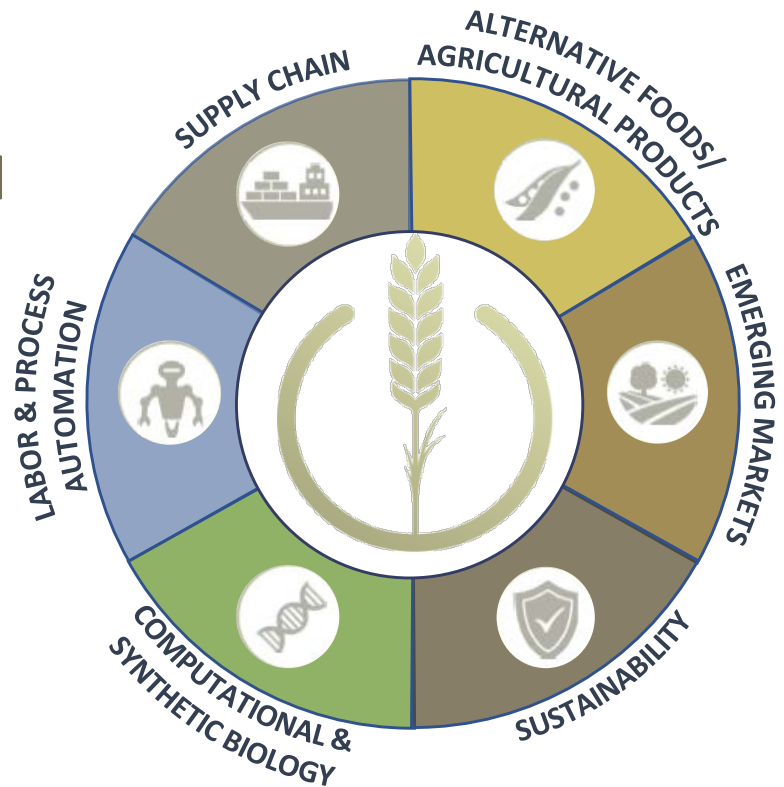 SUPPLY CHAIN
ALTERNATIVE FOODS/
AGRICULTURAL PRODUCTS
EMERGING MARKETS
SUSTAINABILITY
COMPUTATIONAL &
SYNTHETIC BIOLOGY
LABOR & PROCESS
AUTOMATION